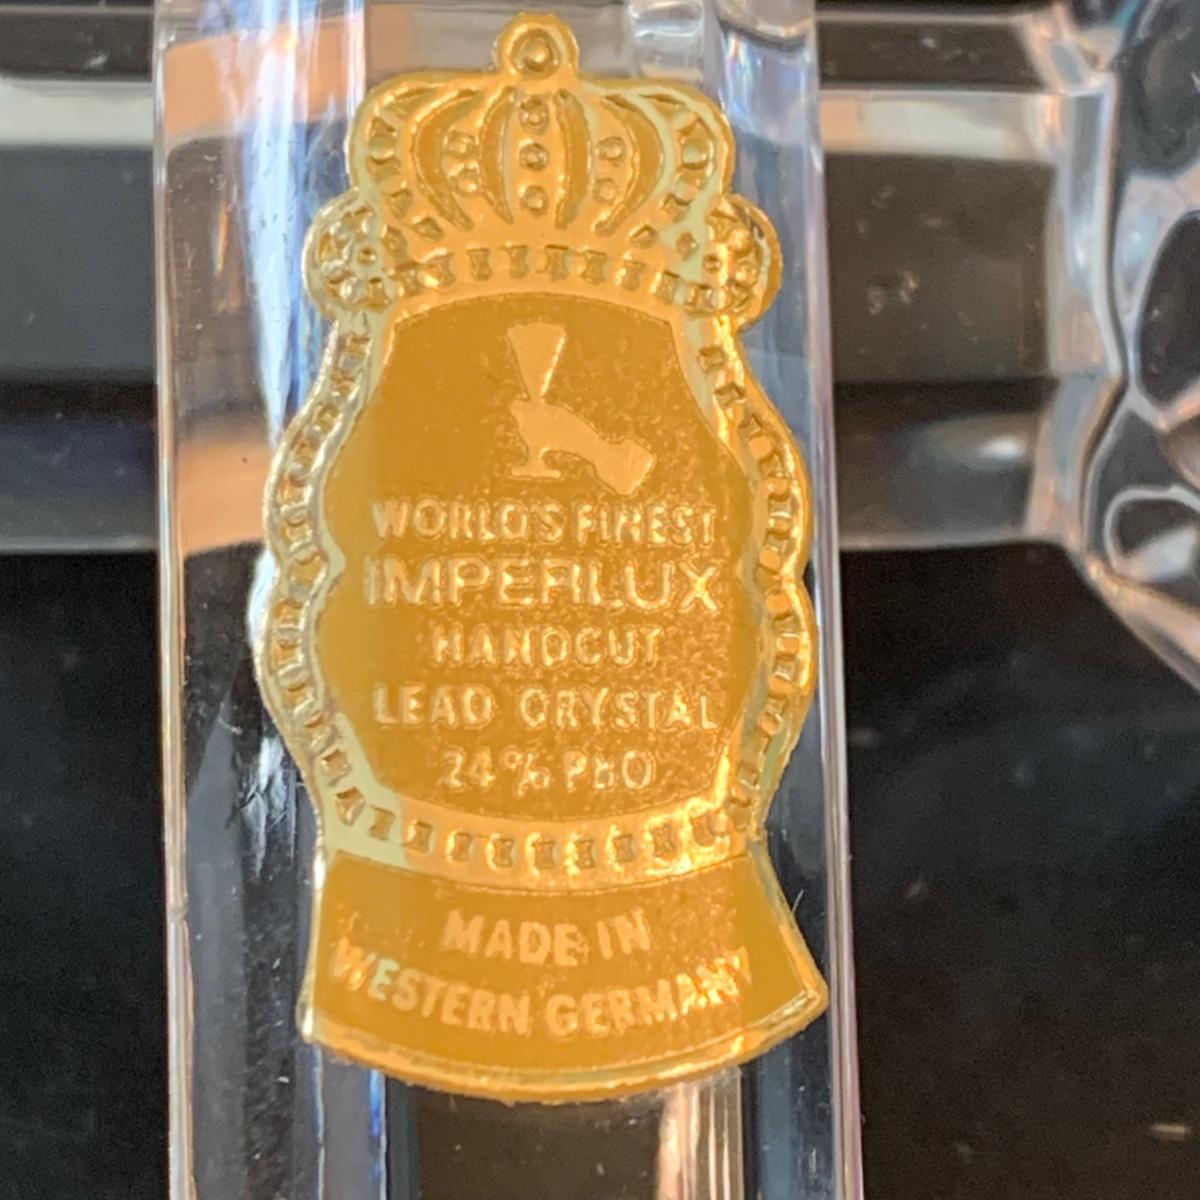 WORLD'S FINEST
IMPERLUX
HANDCUT
LEAD CRYSTAL
24% PBO
MADE IN
WESTERN GERMANY